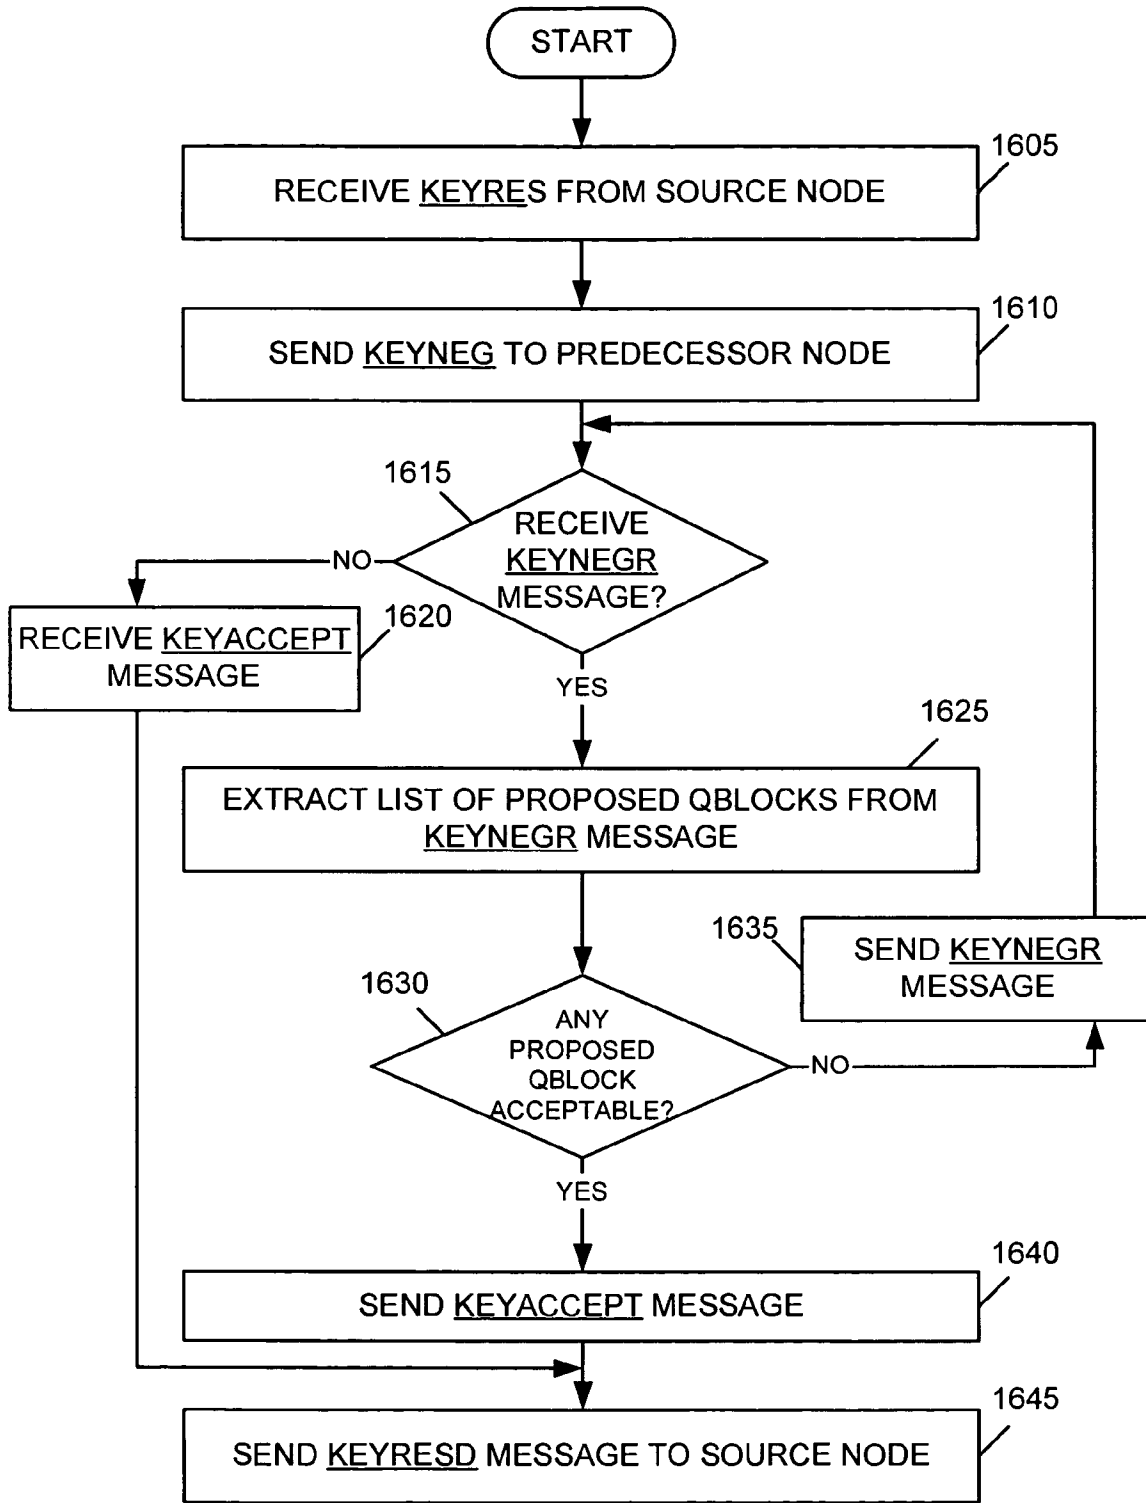 START
1605
RECEIVE KEYRES FROM SOURCE NODE
1610
SEND KEYNEG TO PREDECESSOR NODE
1615
RECEIVE
KEYNEGR
MESSAGE?
NO
1620
RECEIVE KEYACCEPT
MESSAGE
YES
1625
EXTRACT LIST OF PROPOSED QBLOCKS FROM
KEYNEGR MESSAGE
1635
SEND KEYNEGR
MESSAGE
1630
ANY
PROPOSED
QBLOCK
ACCEPTABLE?
NO
YES
1640
SEND KEYACCEPT MESSAGE
1645
SEND KEYRESD MESSAGE TO SOURCE NODE